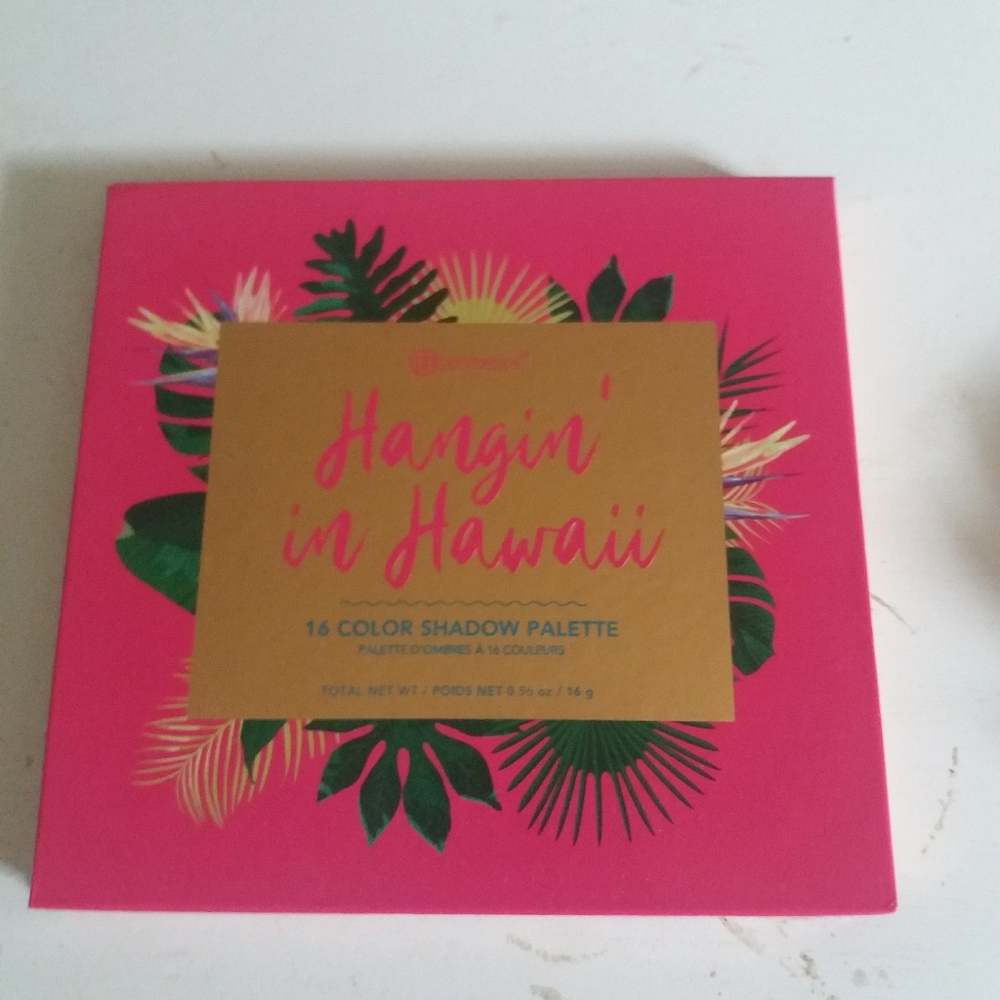 Hangin'
in Hawaii
16 COLOR SHADOW PALETTE
PALETTE D'OMBRES À 16 COULEURS
TOTAL NET WT / POIDS NET 0.56 oz / 16 g